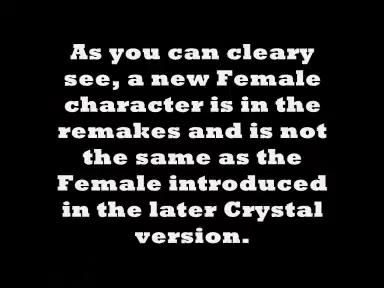 As you can cleary
see, a new Female
character is in the
remakes and is not
the same as the
Female introduced
in the later Crystal
version.